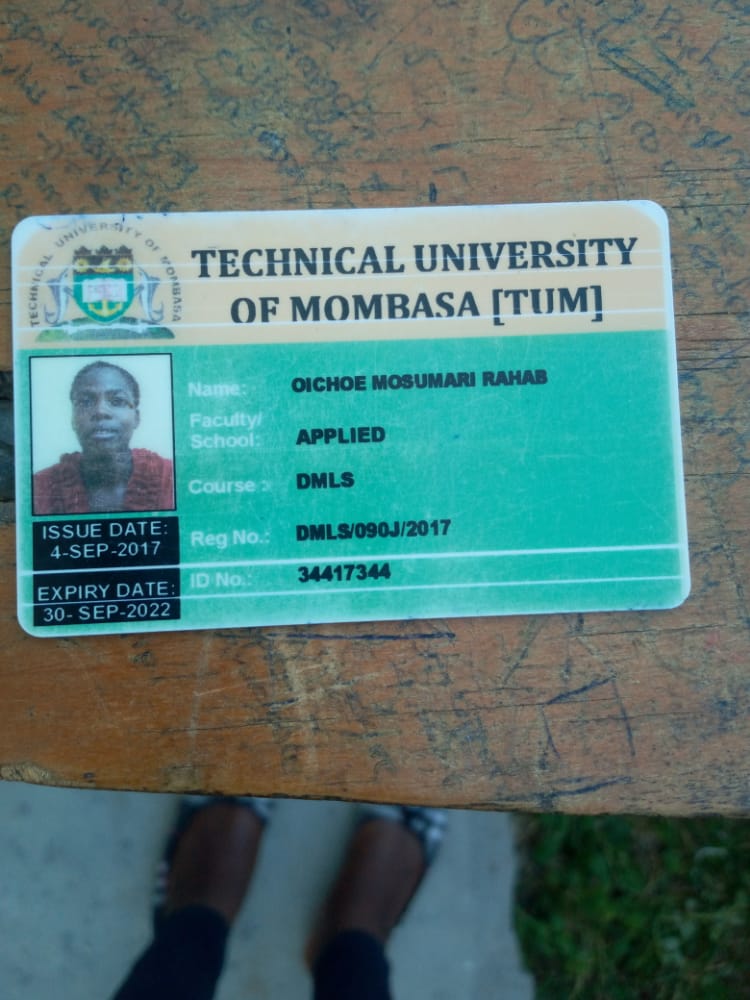 TECHNICAL UNIVERSITY OF MOMBASA
TECHNICAL UNIVERSITY
OF MOMBASA [TUM]
Name: OICHOE MOSUMARI RAHAB
Faculty/
School: APPLIED
Course : DMLS
Reg No.: DMLS/090J/2017
ID No.: 34417344
ISSUE DATE:
4-SEP-2017
EXPIRY DATE:
30- SEP-2022